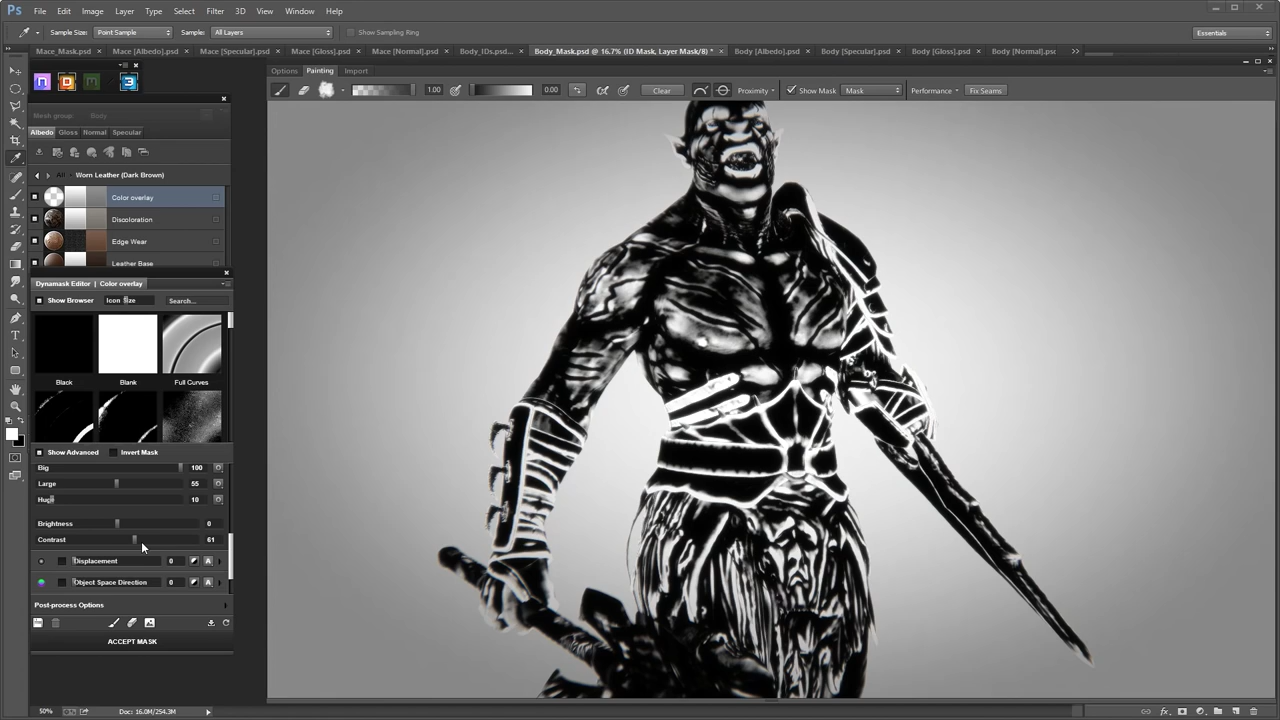 Ps File Edit Image Layer Type Select Filter 3D View Window Help
Sample Size: Point Sample Sample: All Layers Show Sampling Ring Essentials
Mace_Mask.psd Mace [Albedo].psd Mace [Specular].psd Mace [Gloss].psd Mace [Normal].psd Body_IDs.psd... Body_Mask.psd @ 16.7% (ID Mask, Layer Mask/8) * Body [Albedo].psd Body [Specular].psd Body [Gloss].psd Body [Normal].psd
Options Painting Import
1.00 0.00 Clear Proximity Show Mask Mask Performance Fix Seams
Mesh group: Body
Albedo Gloss Normal Specular
All Worn Leather (Dark Brown)
Color overlay
Discoloration
Edge Wear
Leather Base
Dynamask Editor | Color overlay
Show Browser Icon Size Search...
Black Blank Full Curves
Show Advanced Invert Mask
Big 100
Large 55
Huge 10
Brightness 0
Contrast 61
Displacement 0 A
Object Space Direction 0 A
Post-process Options
ACCEPT MASK
50% Doc: 16.0M/254.3M